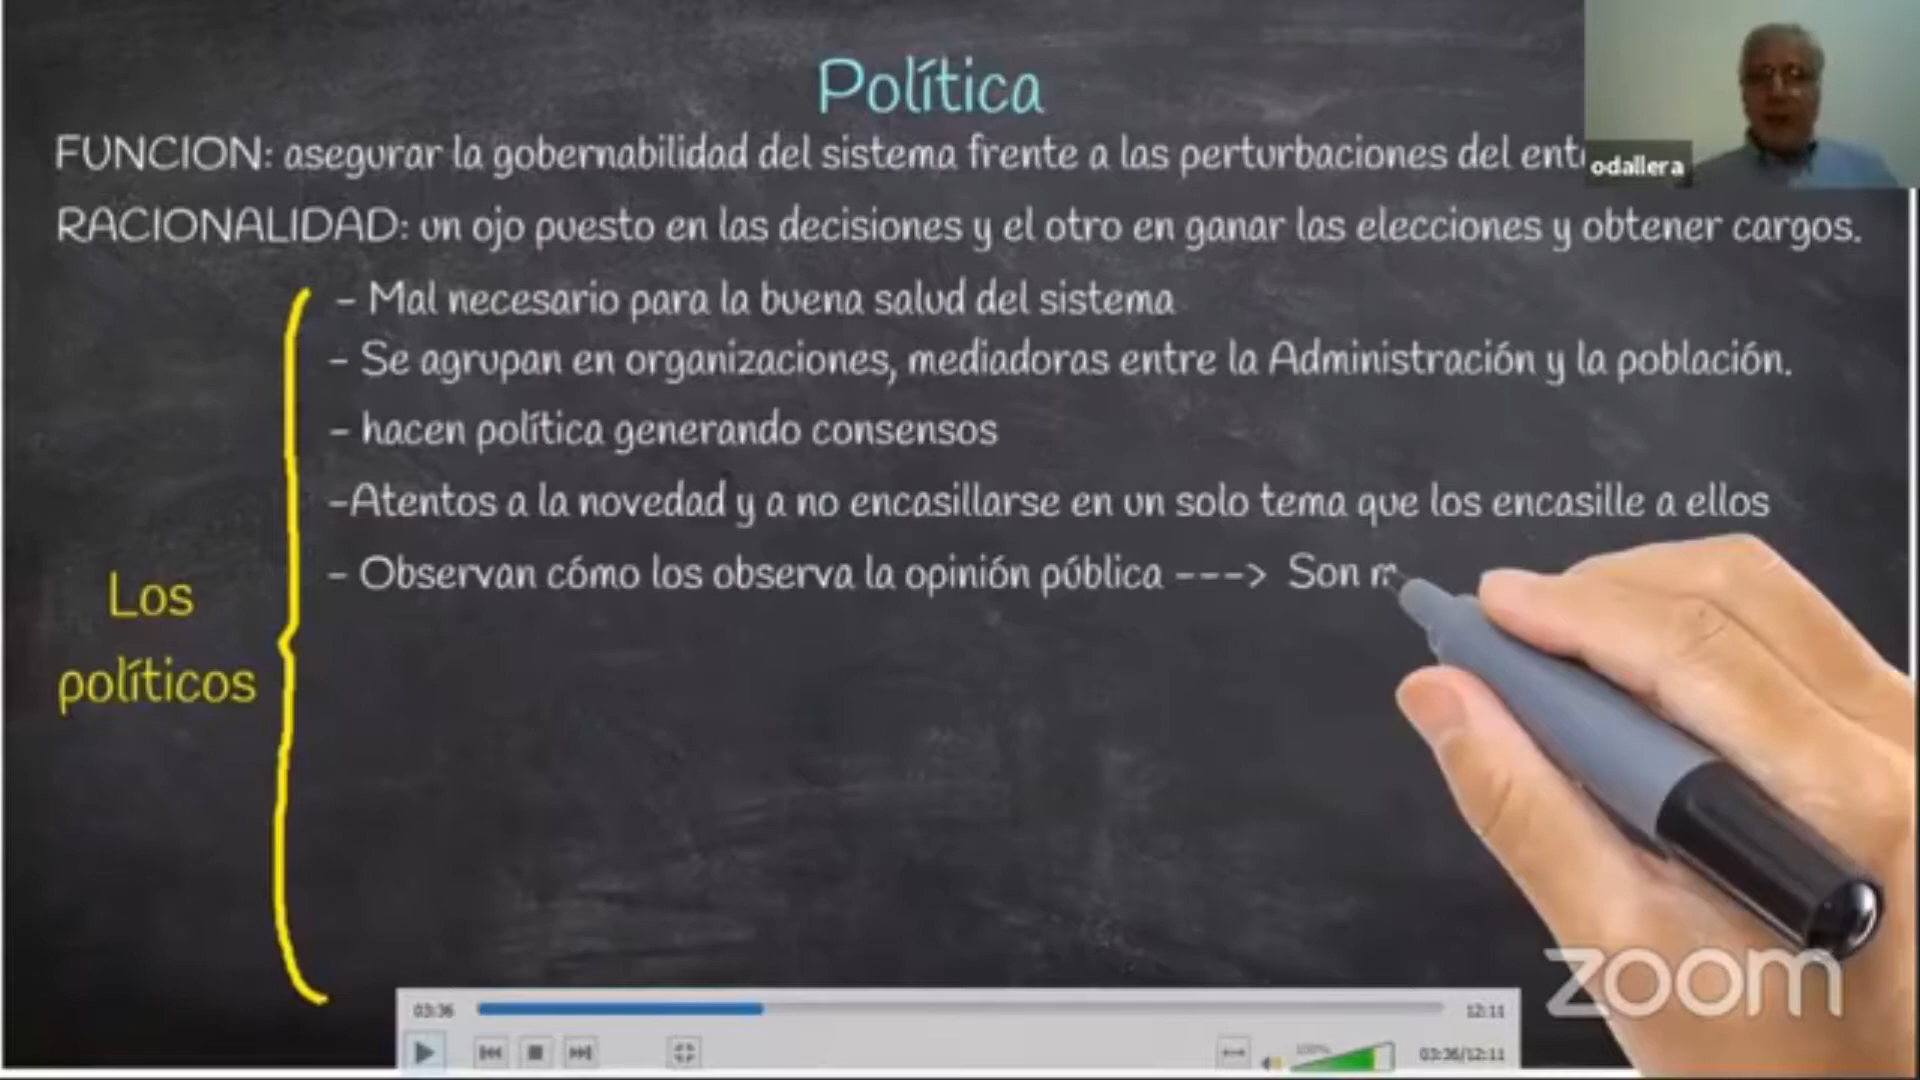 Política
FUNCION: asegurar la gobernabilidad del sistema frente a las perturbaciones del
odallera
RACIONALIDAD: un ojo puesto en las decisiones y el otro en ganar las elecciones y obtener cargos.
- Mal necesario para la buena salud del sistema
- Se agrupan en organizaciones, mediadoras entre la Administración y la población.
- hacen política generando consensos
-Atentos a la novedad y a no encasillarse en un solo tema que los encasille a ellos
- Observan cómo los observa la opinión pública ---> Son
Los
políticos
zoom
03:36
12:11
100%
03:36/12:11